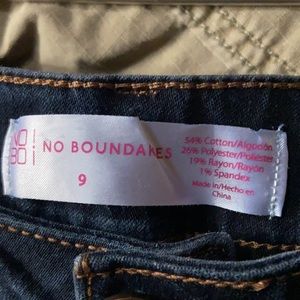 NO
BO
NO BOUNDARIES
9
54% Cotton/Algodón
26% Polyester/Poliéster
19% Rayon/Rayón
1% Spandex
Made in/Hecho en
China